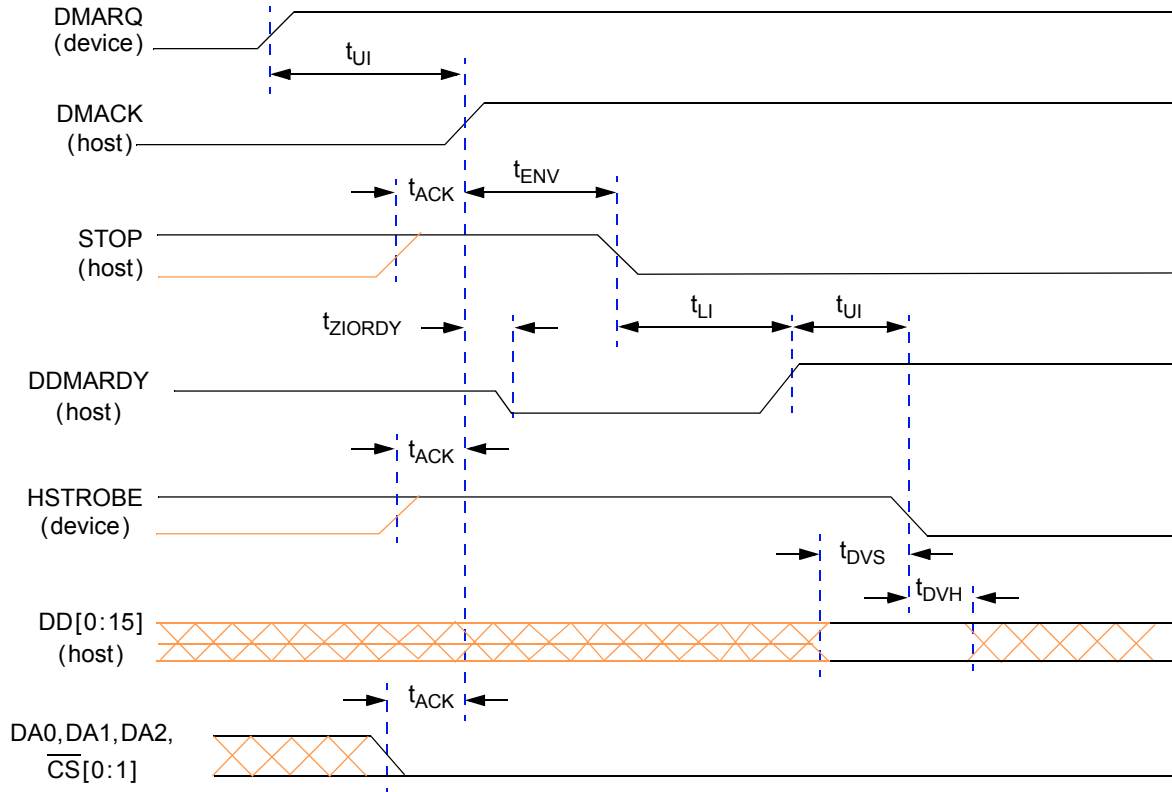 DMARQ
(device)
tUI
DMACK
(host)
tACK
tENV
STOP
(host)
tZIORDY
tLI
tUI
DDMARDY
(host)
tACK
HSTROBE
(device)
tDVS
tDVH
DD[0:15]
(host)
tACK
DA0,DA1,DA2,
C̅S̅[0:1]